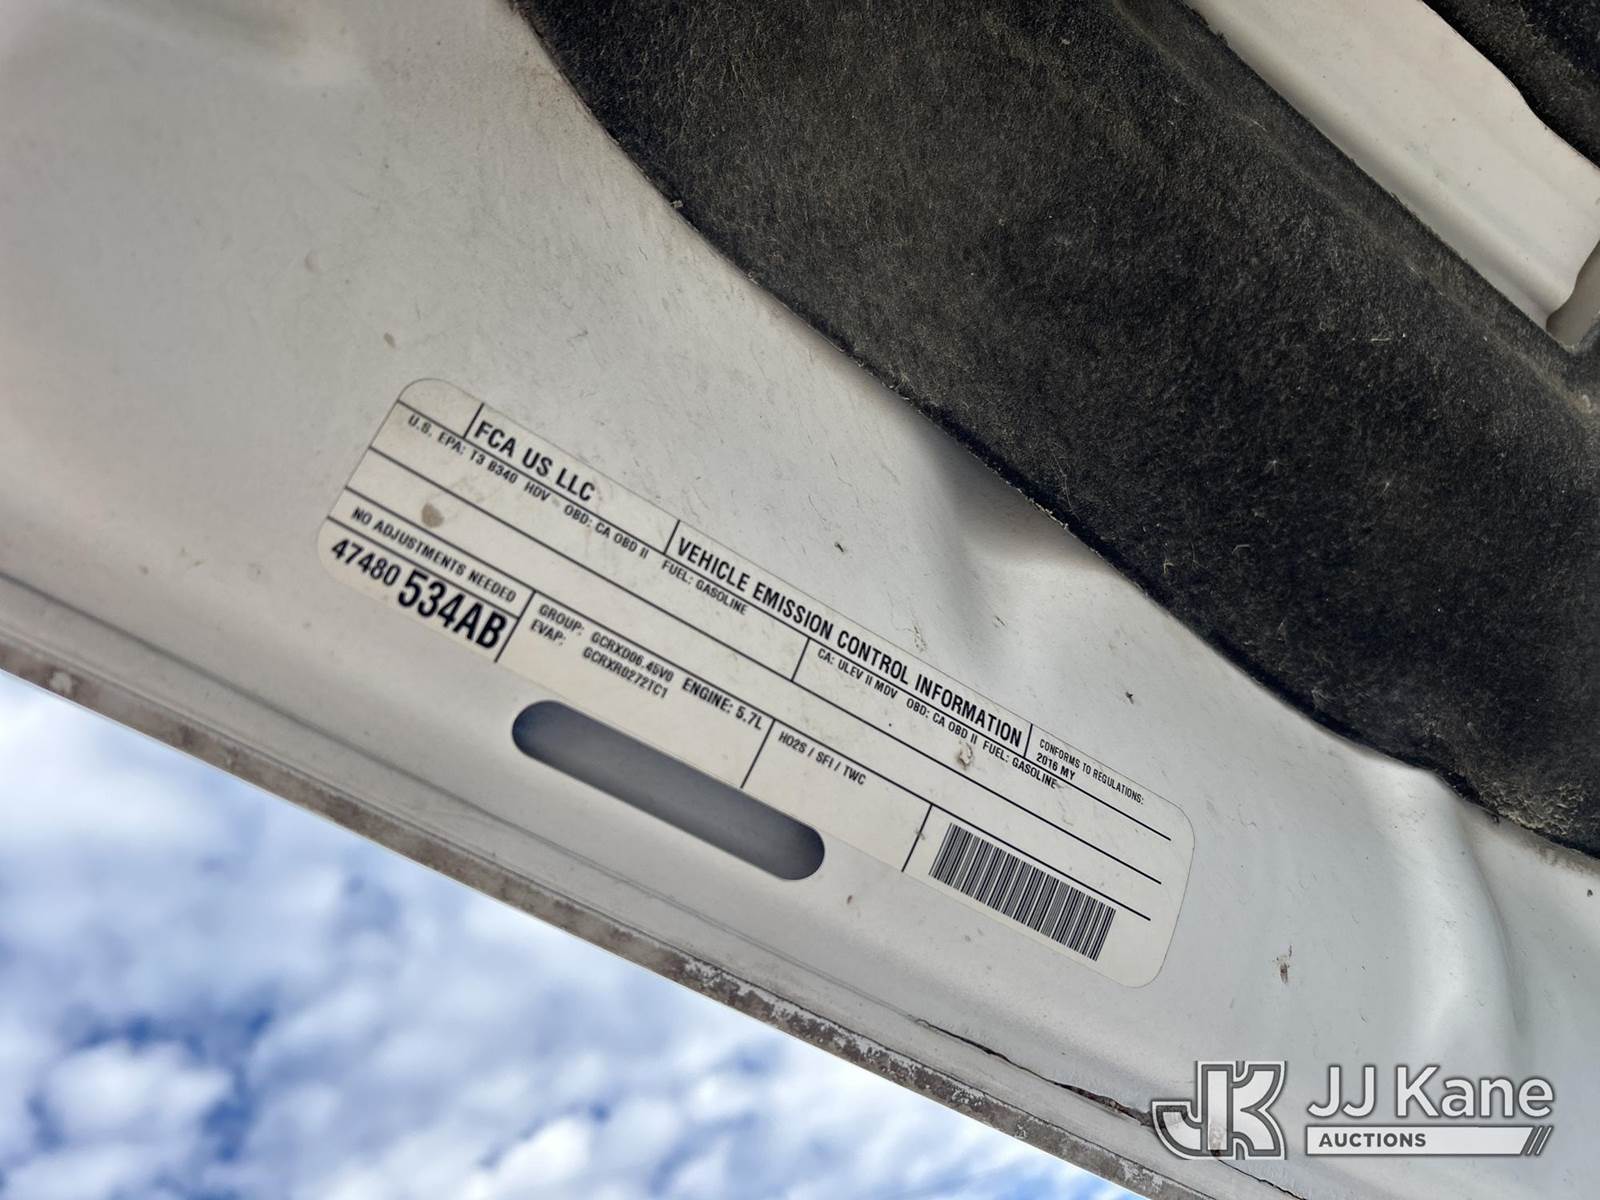 FCA US LLC
VEHICLE EMISSION CONTROL INFORMATION
CONFORMS TO REGULATIONS:
2016 MY
U.S. EPA: T3 B340 HDV OBD: CA OBD II FUEL: GASOLINE
CA: ULEV II MDV OBD: CA OBD II FUEL: GASOLINE
NO ADJUSTMENTS NEEDED
47480534AB
GROUP: GCRXD06.45V0 ENGINE: 5.7L
EVAP: GCRXR0272TC1
HO2S / SFI / TWC
JK JJ Kane
AUCTIONS